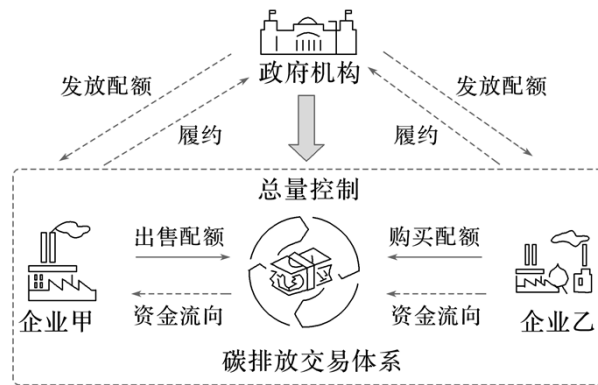 政府机构
发放配额
发放配额
履约
履约
总量控制
出售配额
购买配额
企业甲
资金流向
资金流向
企业乙
碳排放交易体系